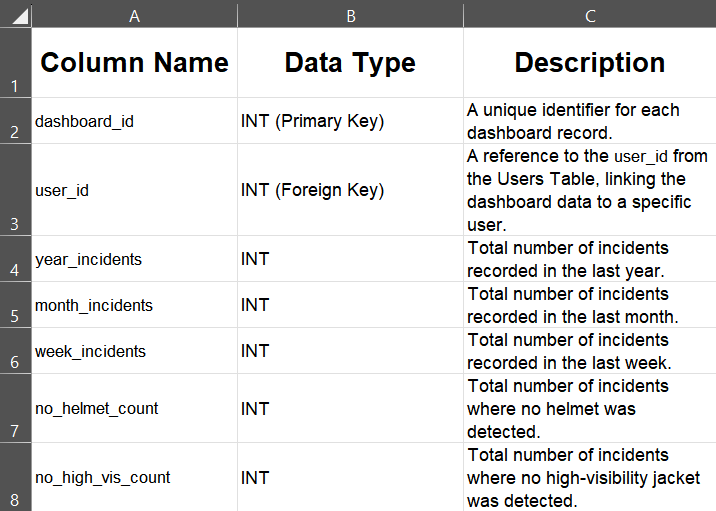 A B C
1 Column Name Data Type Description
2 dashboard_id INT (Primary Key) A unique identifier for each
dashboard record.
3 user_id INT (Foreign Key) A reference to the user_id from
the Users Table, linking the
dashboard data to a specific
user.
4 year_incidents INT Total number of incidents
recorded in the last year.
5 month_incidents INT Total number of incidents
recorded in the last month.
6 week_incidents INT Total number of incidents
recorded in the last week.
7 no_helmet_count INT Total number of incidents
where no helmet was
detected.
8 no_high_vis_count INT Total number of incidents
where no high-visibility jacket
was detected.